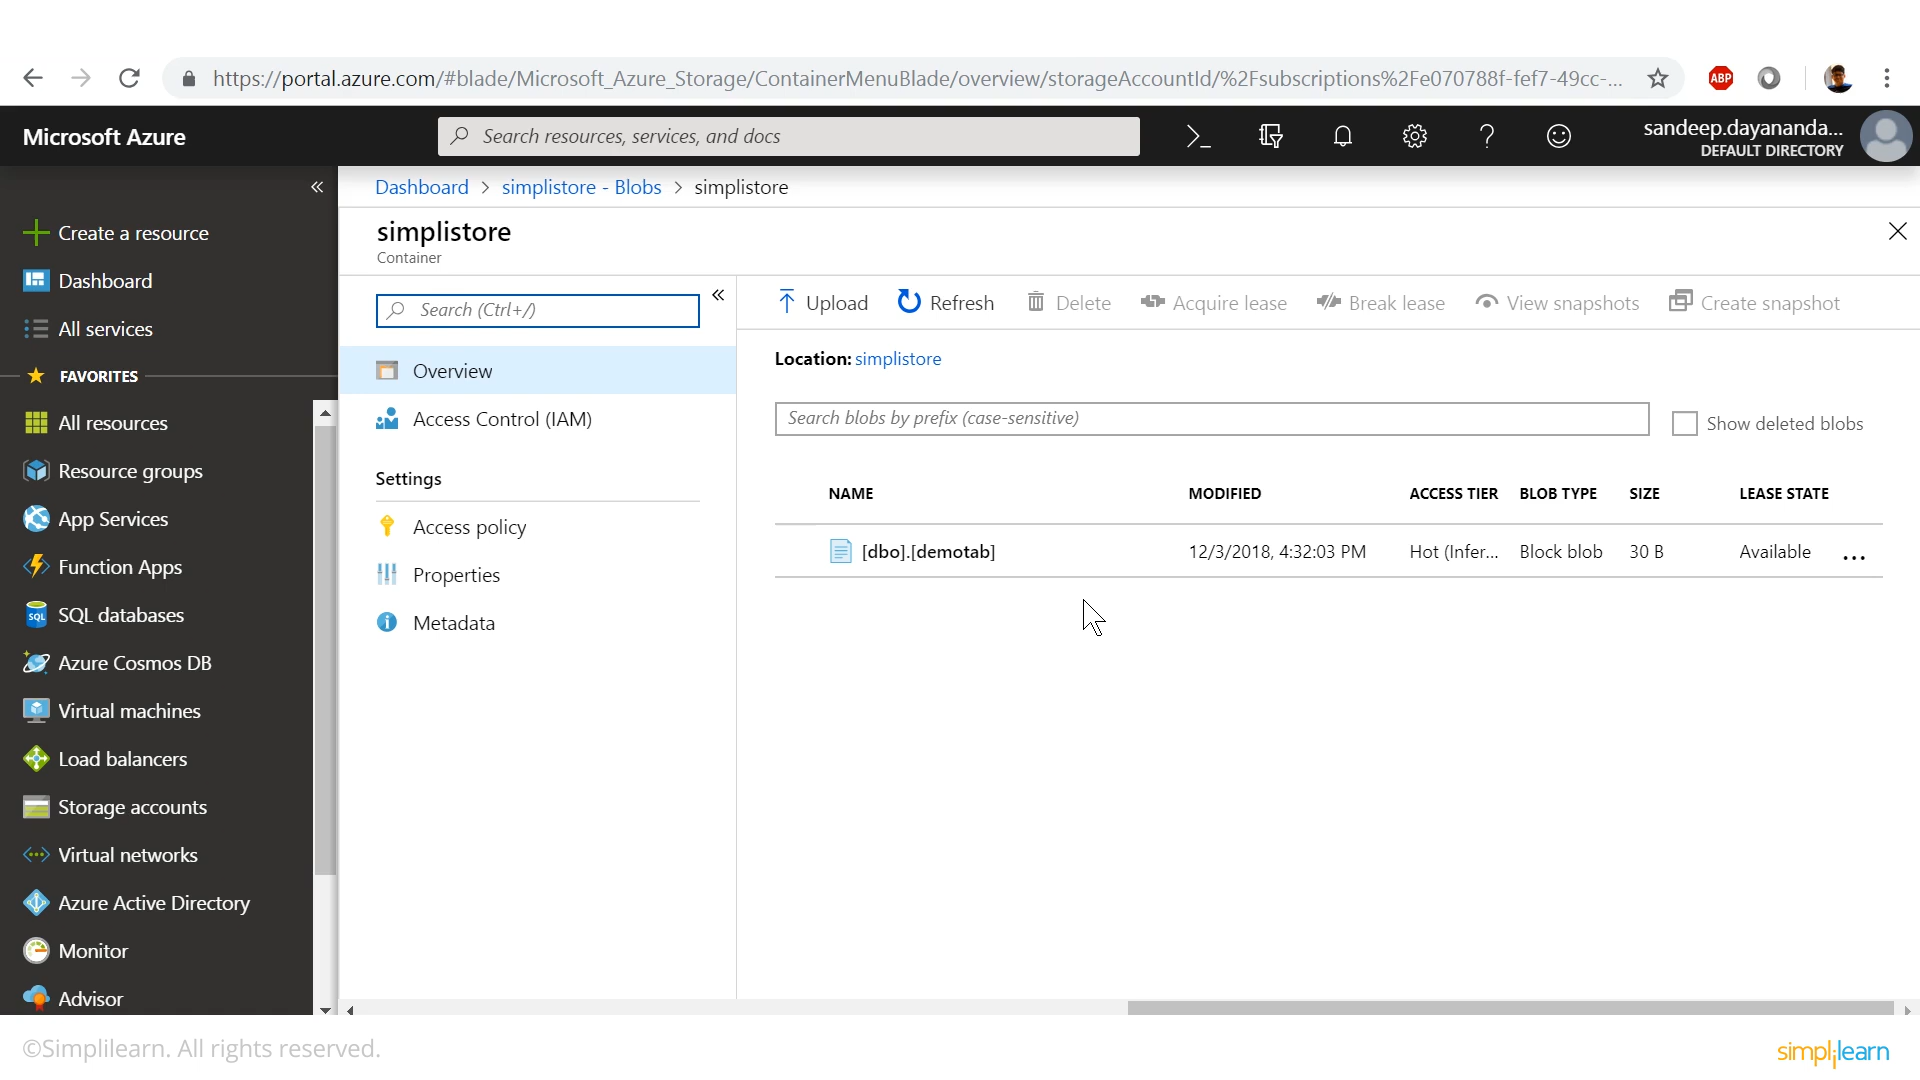 https://portal.azure.com/#blade/Microsoft_Azure_Storage/ContainerMenuBlade/overview/storageAccountId/%2Fsubscriptions%2Fe070788f-fef7-49cc-...
ABP
Microsoft Azure
Search resources, services, and docs
sandeep.dayananda...
DEFAULT DIRECTORY
Dashboard > simplistore - Blobs > simplistore
simplistore
Container
Create a resource
Dashboard
All services
FAVORITES
All resources
Resource groups
App Services
Function Apps
SQL databases
Azure Cosmos DB
Virtual machines
Load balancers
Storage accounts
Virtual networks
Azure Active Directory
Monitor
Advisor
Search (Ctrl+/)
Overview
Access Control (IAM)
Settings
Access policy
Properties
Metadata
Upload Refresh Delete Acquire lease Break lease View snapshots Create snapshot
Location: simplistore
Search blobs by prefix (case-sensitive)
Show deleted blobs
NAME MODIFIED ACCESS TIER BLOB TYPE SIZE LEASE STATE
[dbo].[demotab] 12/3/2018, 4:32:03 PM Hot (Infer... Block blob 30 B Available ...
©Simplilearn. All rights reserved.
simplilearn